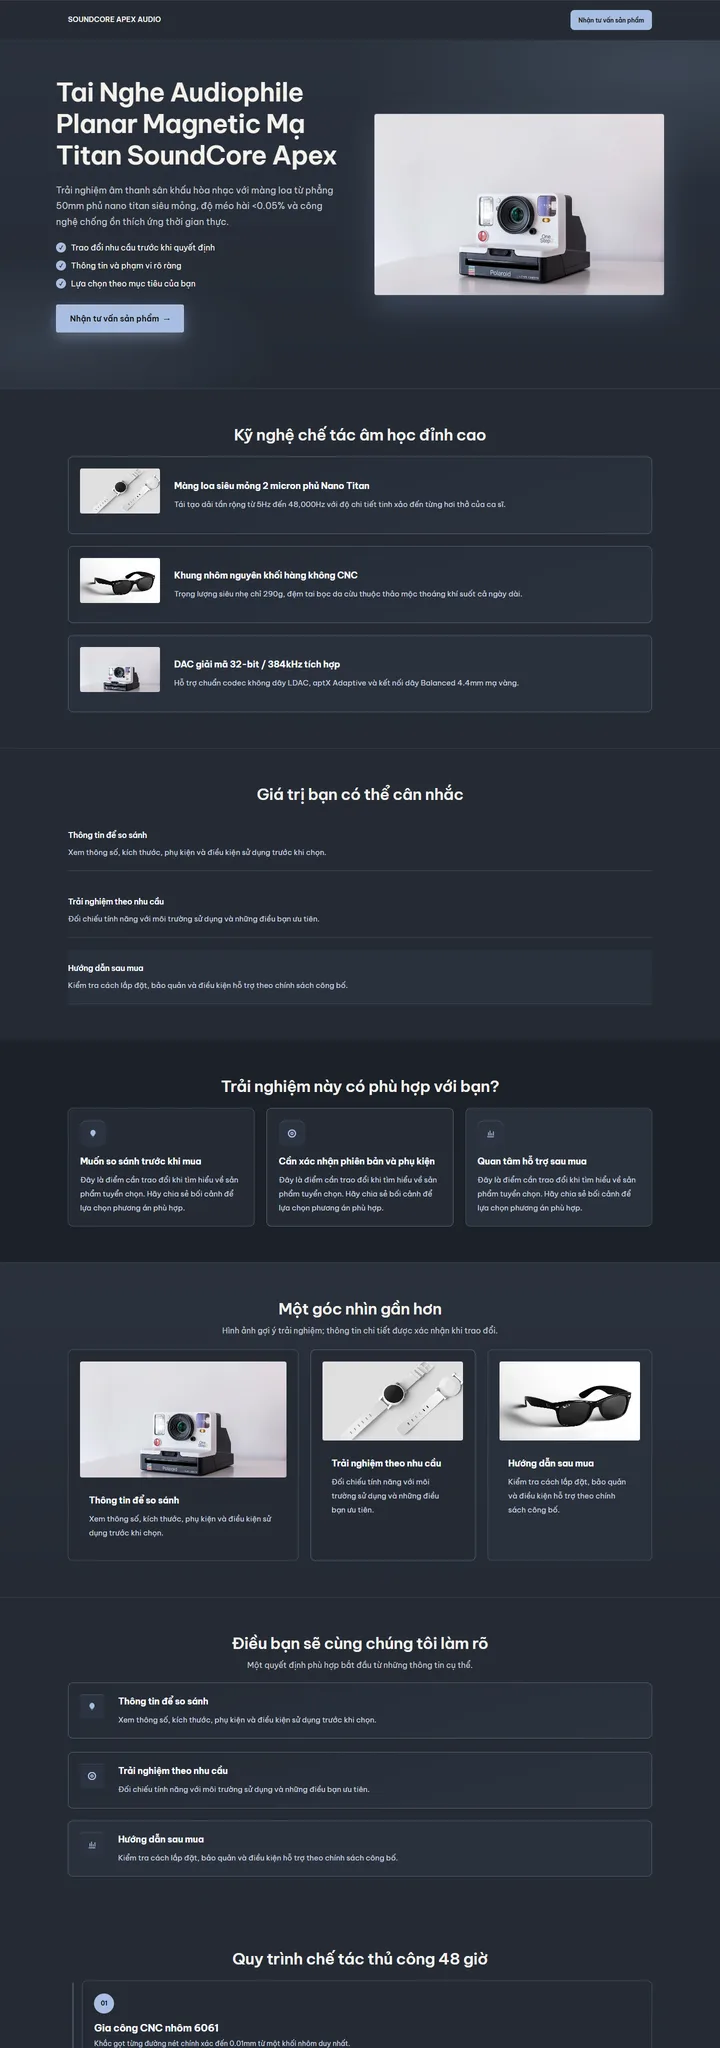 SOUNDCORE APEX AUDIO
Nhận tư vấn sản phẩm
Tai Nghe Audiophile
Planar Magnetic Mạ
Titan SoundCore Apex
Trải nghiệm âm thanh sân khấu hòa nhạc với màng loa từ phẳng
50mm phủ nano titan siêu mỏng, độ méo hài <0.05% và công
nghệ chống ồn thích ứng thời gian thực.
Trao đổi nhu cầu trước khi quyết định
Thông tin và phạm vi rõ ràng
Lựa chọn theo mục tiêu của bạn
Nhận tư vấn sản phẩm →
Polaroid
Kỹ nghệ chế tác âm học đỉnh cao
Màng loa siêu mỏng 2 micron phủ Nano Titan
Tái tạo dải tần rộng từ 5Hz đến 48,000Hz với độ chi tiết tinh xảo đến từng hơi thở của ca sĩ.
Khung nhôm nguyên khối hàng không CNC
Trọng lượng siêu nhẹ chỉ 290g, đệm tai bọc da cừu thuộc thảo mộc thoáng khí suốt cả ngày dài.
DAC giải mã 32-bit / 384kHz tích hợp
Hỗ trợ chuẩn codec không dây LDAC, aptX Adaptive và kết nối dây Balanced 4.4mm mạ vàng.
Giá trị bạn có thể cân nhắc
Thông tin để so sánh
Xem thông số, kích thước, phụ kiện và điều kiện sử dụng trước khi chọn.
Trải nghiệm theo nhu cầu
Đối chiếu tính năng với môi trường sử dụng và những điều bạn ưu tiên.
Hướng dẫn sau mua
Kiểm tra cách lắp đặt, bảo quản và điều kiện hỗ trợ theo chính sách công bố.
Trải nghiệm này có phù hợp với bạn?
Muốn so sánh trước khi mua
Đây là điểm cần trao đổi khi tìm hiểu về sản
phẩm tuyển chọn. Hãy chia sẻ bối cảnh để
lựa chọn phương án phù hợp.
Cần xác nhận phiên bản và phụ kiện
Đây là điểm cần trao đổi khi tìm hiểu về sản
phẩm tuyển chọn. Hãy chia sẻ bối cảnh để
lựa chọn phương án phù hợp.
Quan tâm hỗ trợ sau mua
Đây là điểm cần trao đổi khi tìm hiểu về sản
phẩm tuyển chọn. Hãy chia sẻ bối cảnh để
lựa chọn phương án phù hợp.
Một góc nhìn gần hơn
Hình ảnh gợi ý trải nghiệm; thông tin chi tiết được xác nhận khi trao đổi.
Polaroid
Thông tin để so sánh
Xem thông số, kích thước, phụ kiện và điều kiện sử
dụng trước khi chọn.
Trải nghiệm theo nhu cầu
Đối chiếu tính năng với môi
trường sử dụng và những điều
bạn ưu tiên.
Hướng dẫn sau mua
Kiểm tra cách lắp đặt, bảo quản
và điều kiện hỗ trợ theo chính
sách công bố.
Điều bạn sẽ cùng chúng tôi làm rõ
Một quyết định phù hợp bắt đầu từ những thông tin cụ thể.
Thông tin để so sánh
Xem thông số, kích thước, phụ kiện và điều kiện sử dụng trước khi chọn.
Trải nghiệm theo nhu cầu
Đối chiếu tính năng với môi trường sử dụng và những điều bạn ưu tiên.
Hướng dẫn sau mua
Kiểm tra cách lắp đặt, bảo quản và điều kiện hỗ trợ theo chính sách công bố.
Quy trình chế tác thủ công 48 giờ
01
Gia công CNC nhôm 6061
Khắc gọt từng đường nét chính xác đến 0.01mm từ một khối nhôm duy nhất.